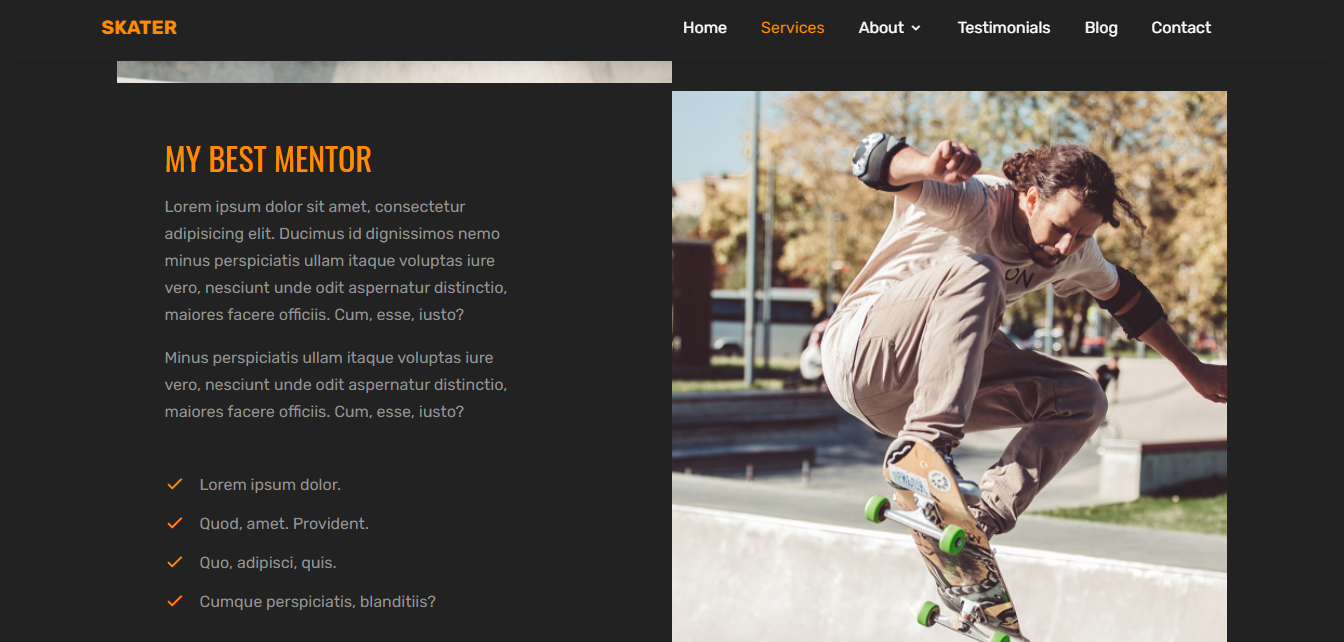 SKATER
Home Services About Testimonials Blog Contact
MY BEST MENTOR
Lorem ipsum dolor sit amet, consectetur
adipisicing elit. Ducimus id dignissimos nemo
minus perspiciatis ullam itaque voluptas iure
vero, nesciunt unde odit aspernatur distinctio,
maiores facere officiis. Cum, esse, iusto?
Minus perspiciatis ullam itaque voluptas iure
vero, nesciunt unde odit aspernatur distinctio,
maiores facere officiis. Cum, esse, iusto?
Lorem ipsum dolor.
Quod, amet. Provident.
Quo, adipisci, quis.
Cumque perspiciatis, blanditiis?
ON